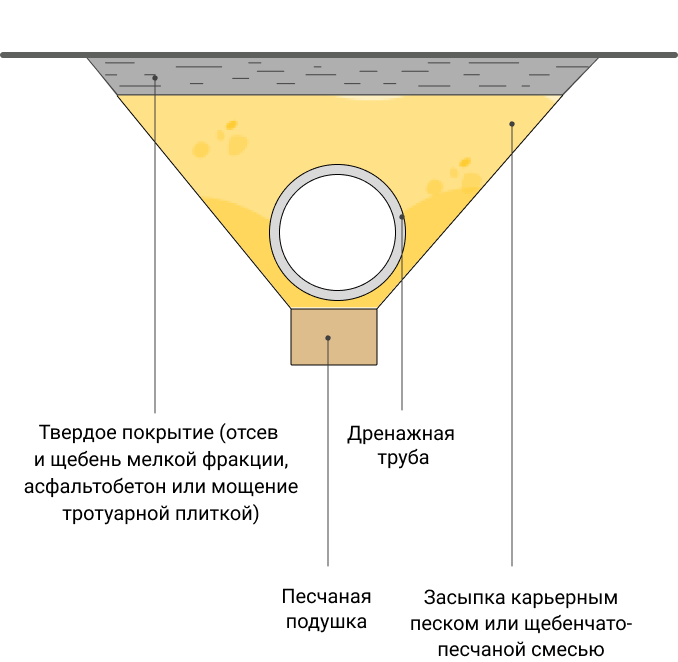 Твердое покрытие (отсев
и щебень мелкой фракции,
асфальтобетон или мощение
тротуарной плиткой)
Дренажная
труба
Песчаная
подушка
Засыпка карьерным
песком или щебенчато-
песчаной смесью